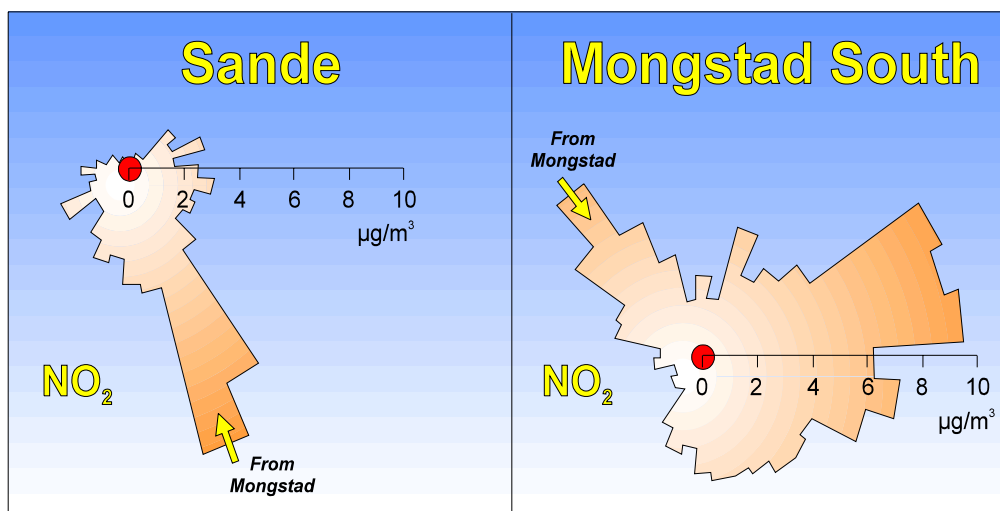 Sande
0 2 4 6 8 10
µg/m³
NO₂
From
Mongstad
Mongstad South
From
Mongstad
0 2 4 6 8 10
µg/m³
NO₂